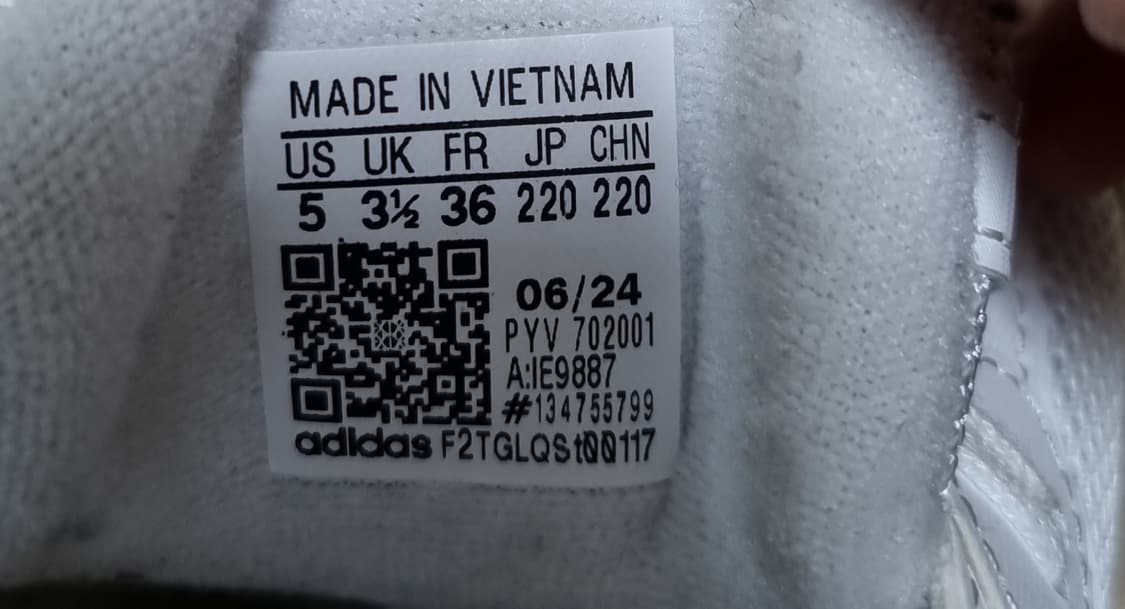 MADE IN VIETNAM
US UK FR JP CHN
5 3½ 36 220 220
06/24
PYV 702001
A:IE9887
#134755799
adidas F2TGLQSt00117